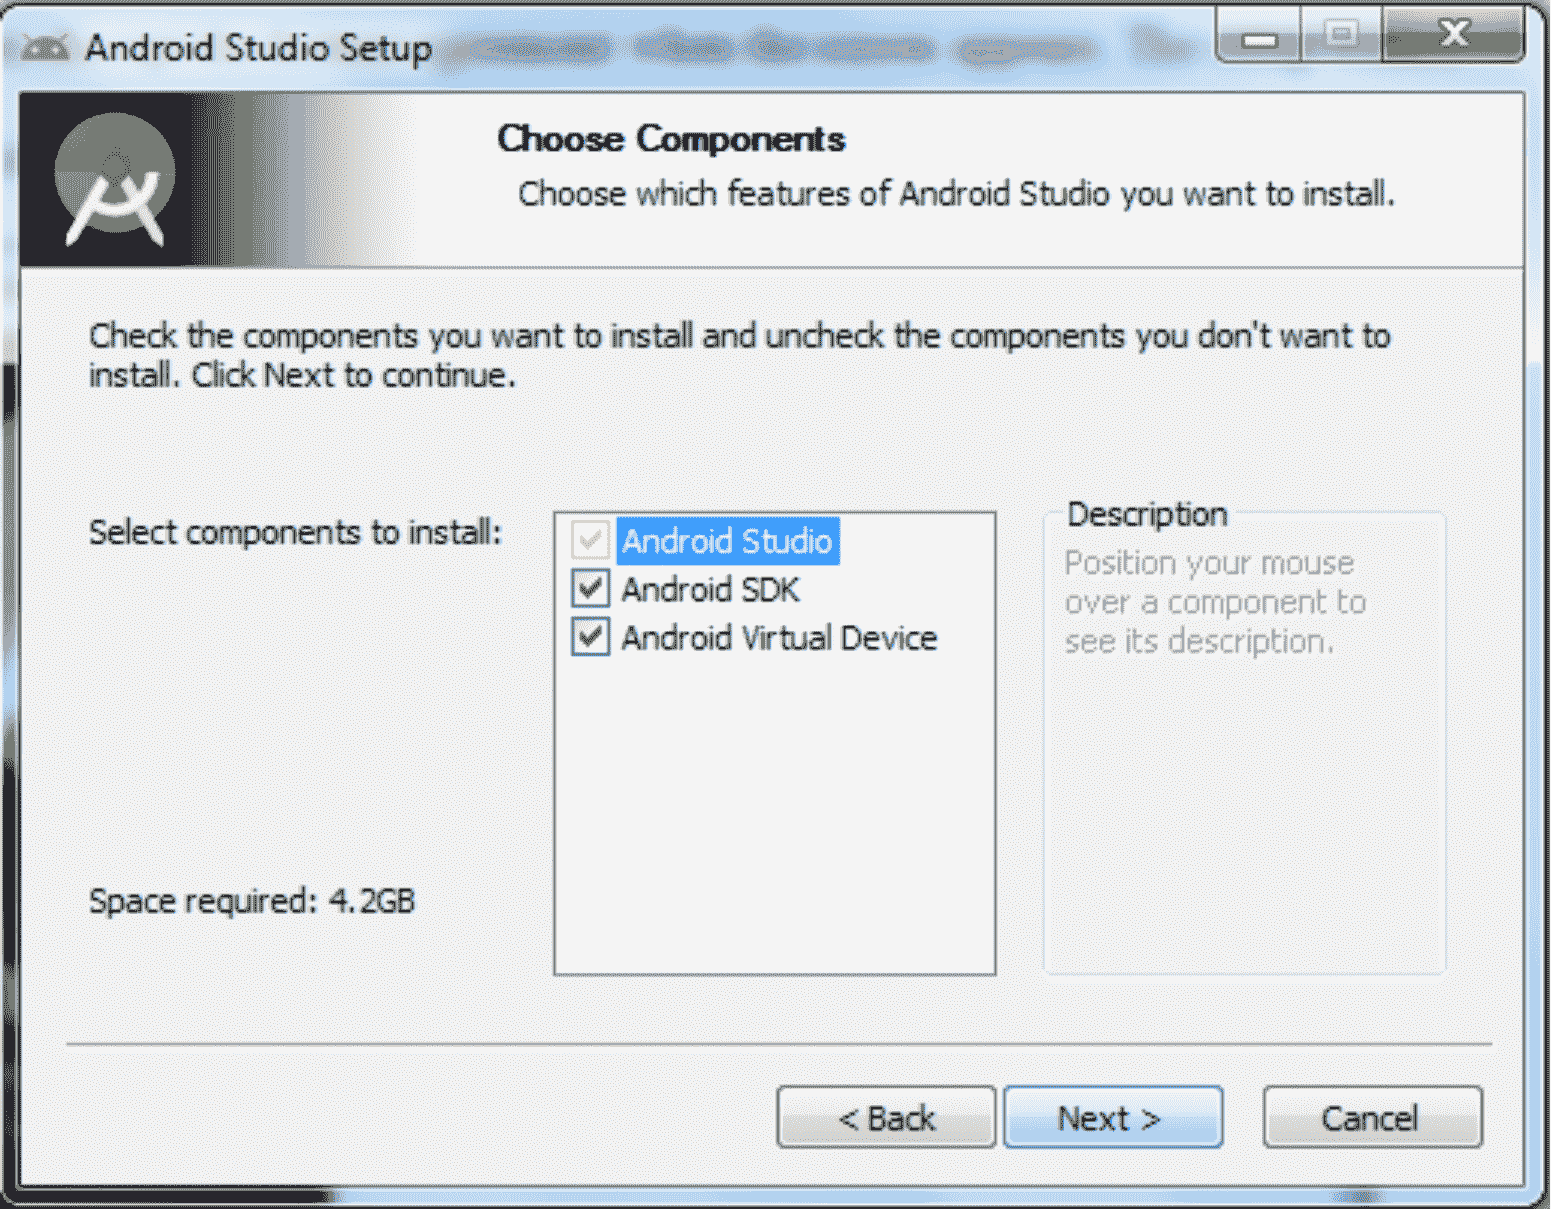 Android Studio Setup
Choose Components
Choose which features of Android Studio you want to install.
Check the components you want to install and uncheck the components you don't want to
install. Click Next to continue.
Select components to install:
Android Studio
Android SDK
Android Virtual Device
Description
Position your mouse
over a component to
see its description.
Space required: 4.2GB
< Back
Next >
Cancel